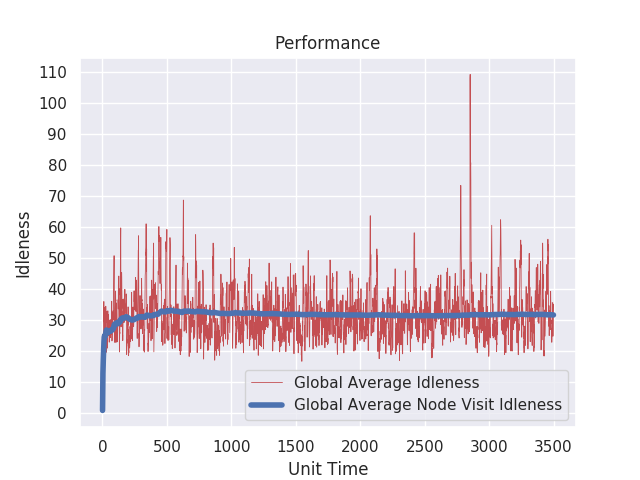 Performance
110
100
90
80
70
60
50
40
30
20
10
0
Idleness
Global Average Idleness
Global Average Node Visit Idleness
0 500 1000 1500 2000 2500 3000 3500
Unit Time